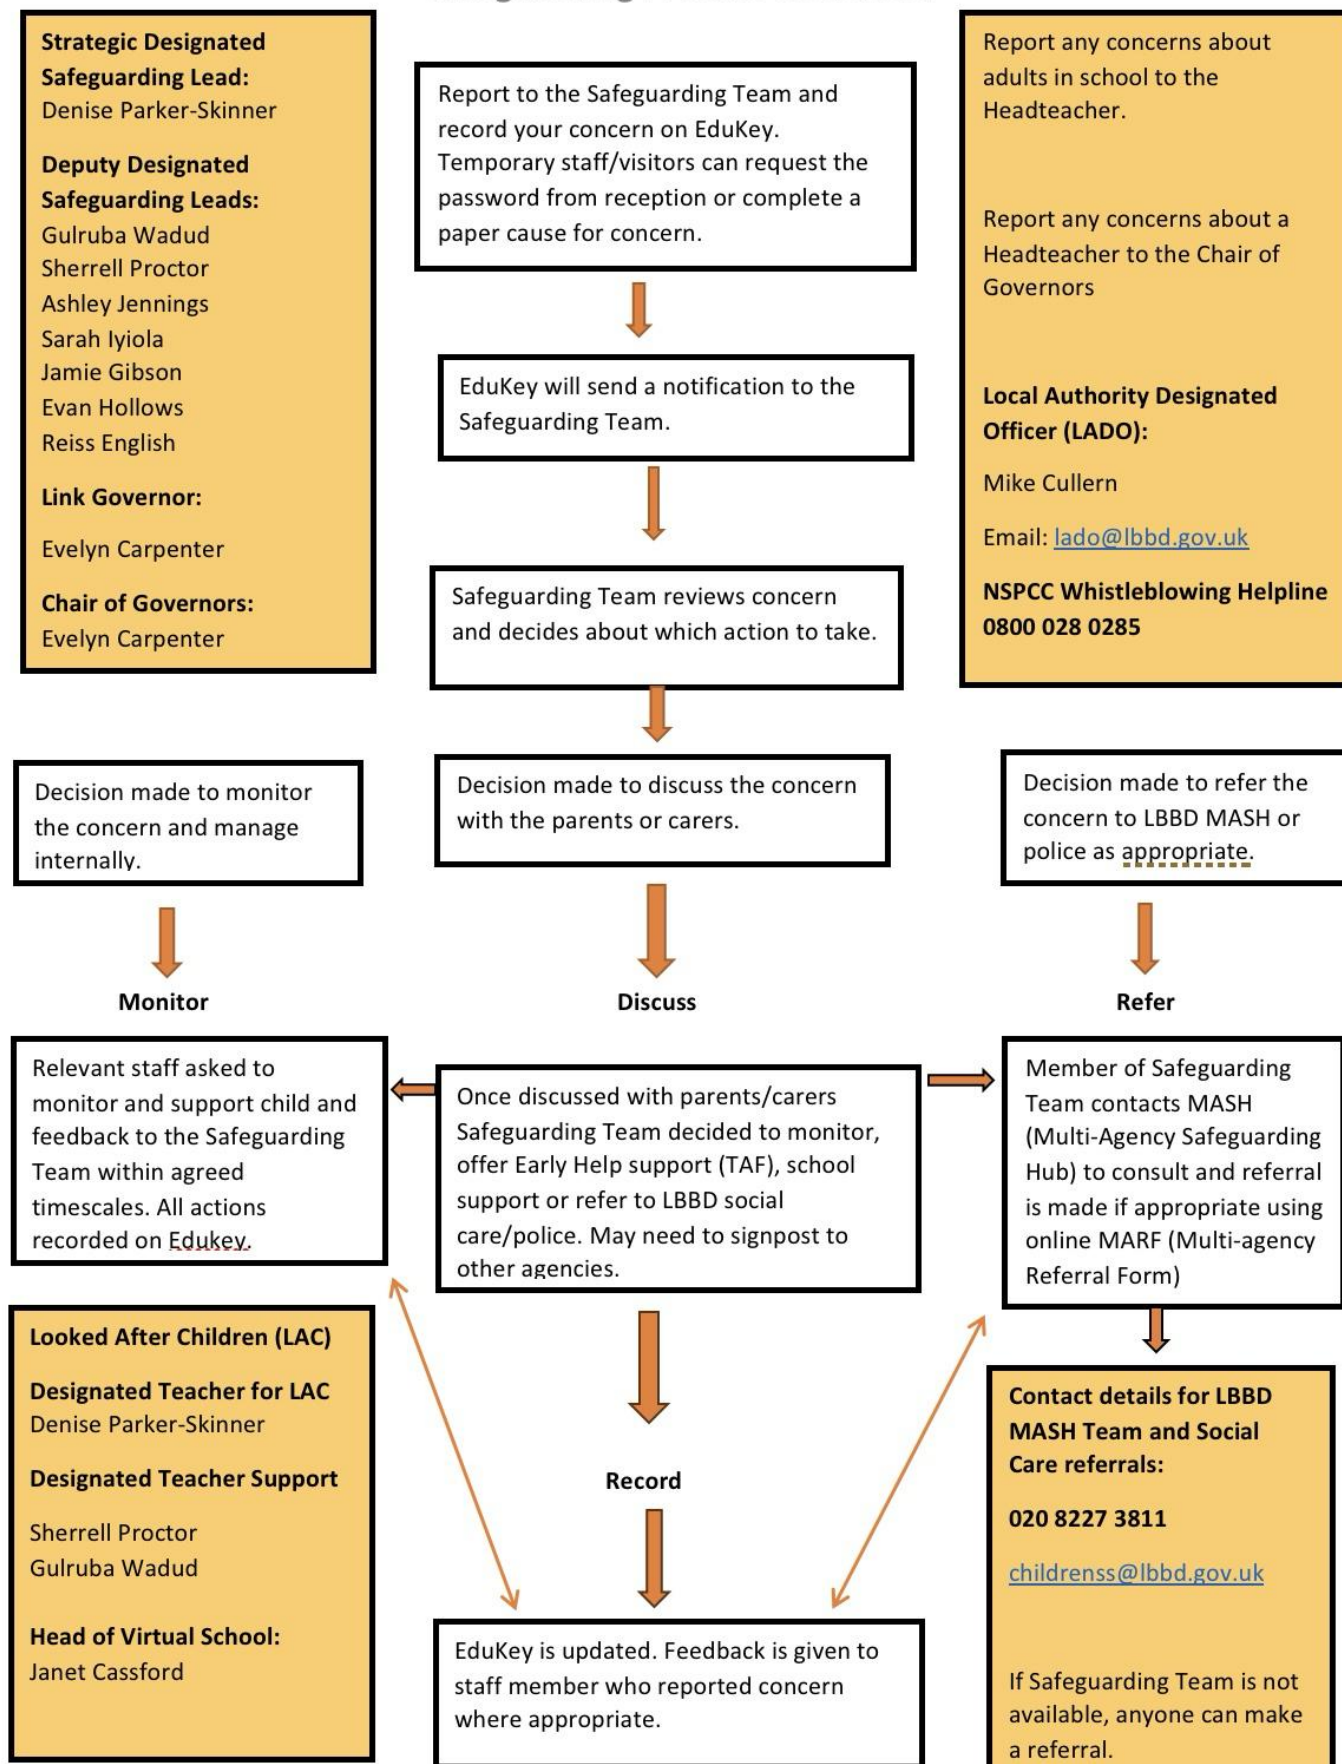 Strategic Designated
Safeguarding Lead:
Denise Parker-Skinner
Deputy Designated
Safeguarding Leads:
Gulruba Wadud
Sherrell Proctor
Ashley Jennings
Sarah Iyiola
Jamie Gibson
Evan Hollows
Reiss English
Link Governor:
Evelyn Carpenter
Chair of Governors:
Evelyn Carpenter
Report to the Safeguarding Team and
record your concern on EduKey.
Temporary staff/visitors can request the
password from reception or complete a
paper cause for concern.
EduKey will send a notification to the
Safeguarding Team.
Safeguarding Team reviews concern
and decides about which action to take.
Report any concerns about
adults in school to the
Headteacher.
Report any concerns about a
Headteacher to the Chair of
Governors
Local Authority Designated
Officer (LADO):
Mike Cullern
Email: lado@lbbd.gov.uk
NSPCC Whistleblowing Helpline
0800 028 0285
Decision made to monitor
the concern and manage
internally.
Decision made to discuss the concern
with the parents or carers.
Decision made to refer the
concern to LBBD MASH or
police as appropriate.
Monitor
Discuss
Refer
Relevant staff asked to
monitor and support child and
feedback to the Safeguarding
Team within agreed
timescales. All actions
recorded on Edukey.
Once discussed with parents/carers
Safeguarding Team decided to monitor,
offer Early Help support (TAF), school
support or refer to LBBD social
care/police. May need to signpost to
other agencies.
Member of Safeguarding
Team contacts MASH
(Multi-Agency Safeguarding
Hub) to consult and referral
is made if appropriate using
online MARF (Multi-agency
Referral Form)
Looked After Children (LAC)
Designated Teacher for LAC
Denise Parker-Skinner
Designated Teacher Support
Sherrell Proctor
Gulruba Wadud
Head of Virtual School:
Janet Cassford
Record
EduKey is updated. Feedback is given to
staff member who reported concern
where appropriate.
Contact details for LBBD
MASH Team and Social
Care referrals:
020 8227 3811
childrenss@lbbd.gov.uk
If Safeguarding Team is not
available, anyone can make
a referral.